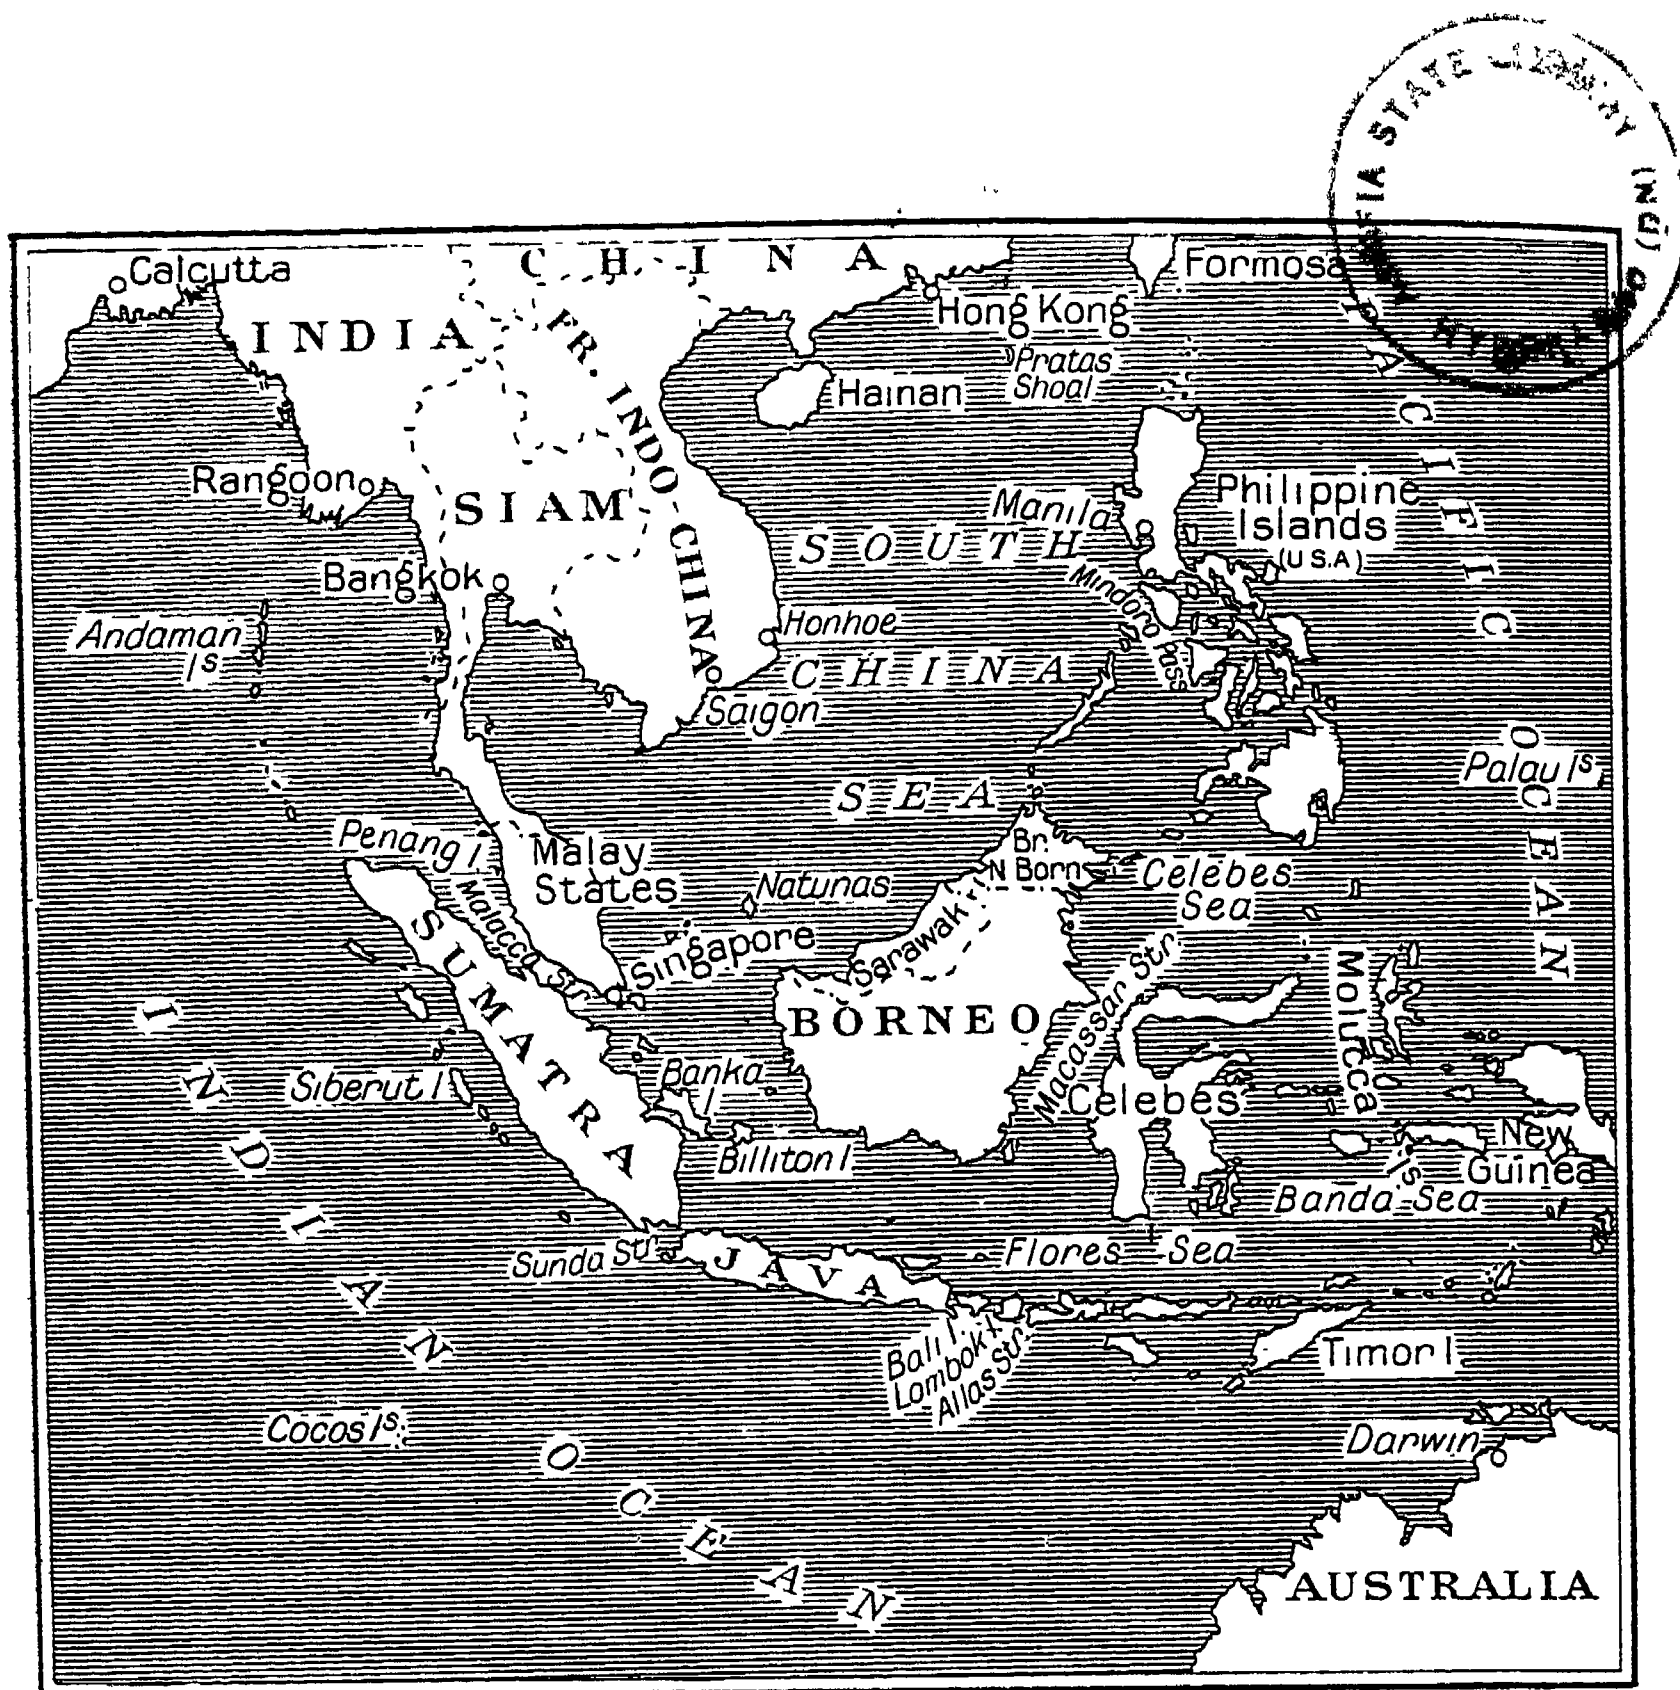 STATE
Calcutta
CHINA
Formosa
INDIA
FR. INDO-CHINA
Hong Kong
Pratas
Shoal
Hainan
PACIFIC OCEAN
Rangoon
SIAM
Manila
Philippine
Islands
(U S.A)
SOUTH
Bangkok
Mindoro Pass
Andaman
Is
Honhoe
CHINA
Saigon
Palau Is
SEA
Penang I.
Malay
States
Br.
N Born
Celebes
Sea
Natunas
Malacca Str.
SUMATRA
Singapore
Sarawak
Macassar Str
Molucca
Is
BORNEO
INDIAN
Siberut I
Banka
I
Celebes
New
Guinea
Billiton I
Banda Sea
Sunda Str
JAVA
Flores Sea
Bali I.
Lombok I.
Allas Str.
Timor I.
Cocos Is.
Darwin
OCEAN
AUSTRALIA